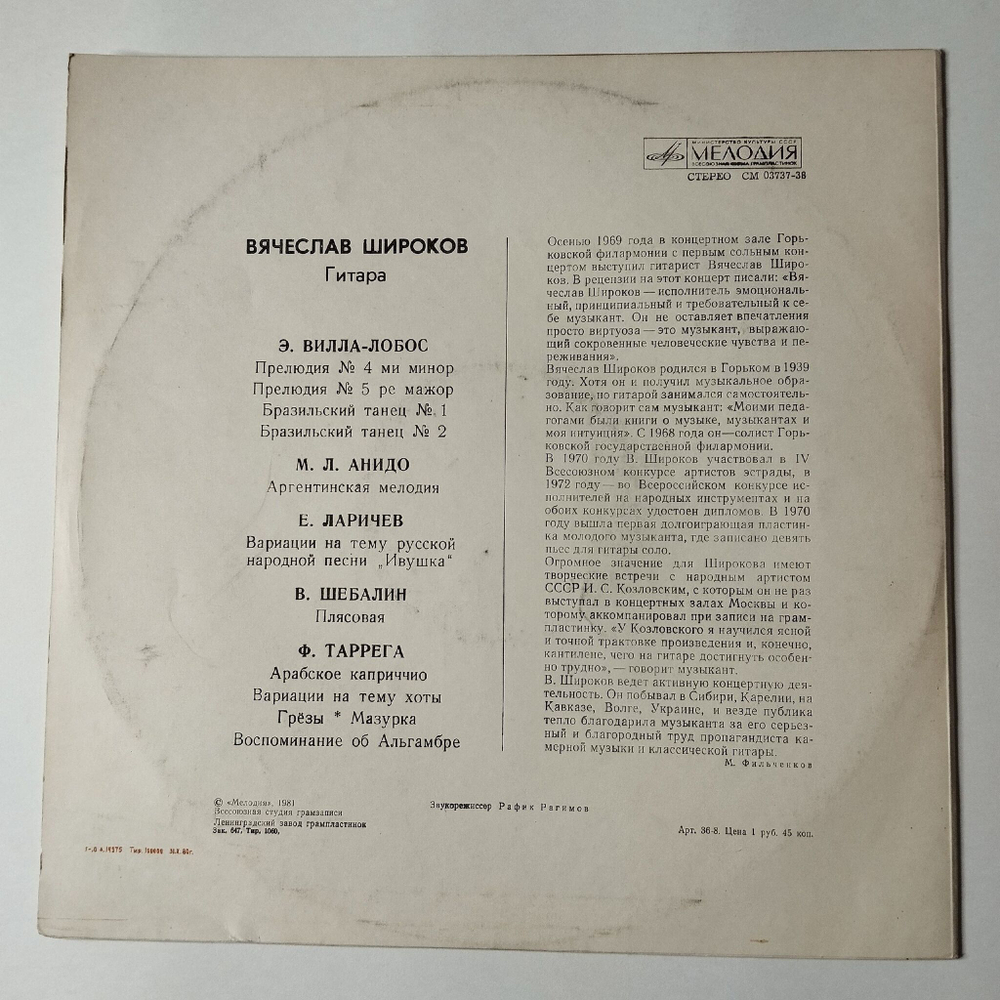 МИНИСТЕРСТВО КУЛЬТУРЫ СССР
МЕЛОДИЯ
ВСЕСОЮЗНАЯ ФИРМА ГРАМПЛАСТИНОК
СТЕРЕО СМ 03737-38
ВЯЧЕСЛАВ ШИРОКОВ
Гитара
Э. ВИЛЛА-ЛОБОС
Прелюдия № 4 ми минор
Прелюдия № 5 ре мажор
Бразильский танец № 1
Бразильский танец № 2
М. Л. АНИДО
Аргентинская мелодия
Е. ЛАРИЧЕВ
Вариации на тему русской
народной песни „Ивушка“
В. ШЕБАЛИН
Плясовая
Ф. ТАРРЕГА
Арабское каприччио
Вариации на тему хоты
Грёзы * Мазурка
Воспоминание об Альгамбре
Осенью 1969 года в концертном зале Горь-
ковской филармонии с первым сольным кон-
цертом выступил гитарист Вячеслав Широ-
ков. В рецензии на этот концерт писали: «Вя-
чеслав Широков — исполнитель эмоциональ-
ный, принципиальный и требовательный к се-
бе музыкант. Он не оставляет впечатления
просто виртуоза — это музыкант, выражаю-
щий сокровенные человеческие чувства и пе-
реживания».
Вячеслав Широков родился в Горьком в 1939
году. Хотя он и получил музыкальное обра-
зование, но гитарой занимался самостоятель-
но. Как говорит сам музыкант: «Моими педа-
гогами были книги о музыке, музыкантах и
моя интуиция». С 1968 года он—солист Горь-
ковской государственной филармонии.
В 1970 году В. Широков участвовал в IV
Всесоюзном конкурсе артистов эстрады, в
1972 году — во Всероссийском конкурсе ис-
полнителей на народных инструментах и на
обоих конкурсах удостоен дипломов. В 1970
году вышла первая долгоиграющая пластин-
ка молодого музыканта, где записано девять
пьес для гитары соло.
Огромное значение для Широкова имеют
творческие встречи с народным артистом
СССР И. С. Козловским, с которым он не раз
выступал в концертных залах Москвы и ко-
торому аккомпанировал при записи на грам-
пластинку. «У Козловского я научился ясной
и точной трактовке произведения и, конечно,
кантилене, чего на гитаре достигнуть особен-
но трудно», — говорит музыкант.
В. Широков ведет активную концертную дея-
тельность. Он побывал в Сибири, Карелии, на
Кавказе, Волге, Украине, и везде публика
тепло благодарила музыканта за его серьез-
ный и благородный труд пропагандиста ка-
мерной музыки и классической гитары.
М. Фильченков
© «Мелодия», 1981
Всесоюзная студия грамзаписи
Ленинградский завод грампластинок
Зак. 647. Тир. 1060.
Звукорежиссер Рафик Рагимов
Арт. 36-8. Цена 1 руб. 45 коп.